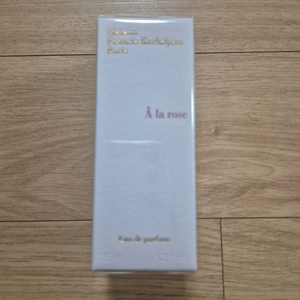 Maison
Francis Kurkdjian
Paris
À la rose
Eau de parfum